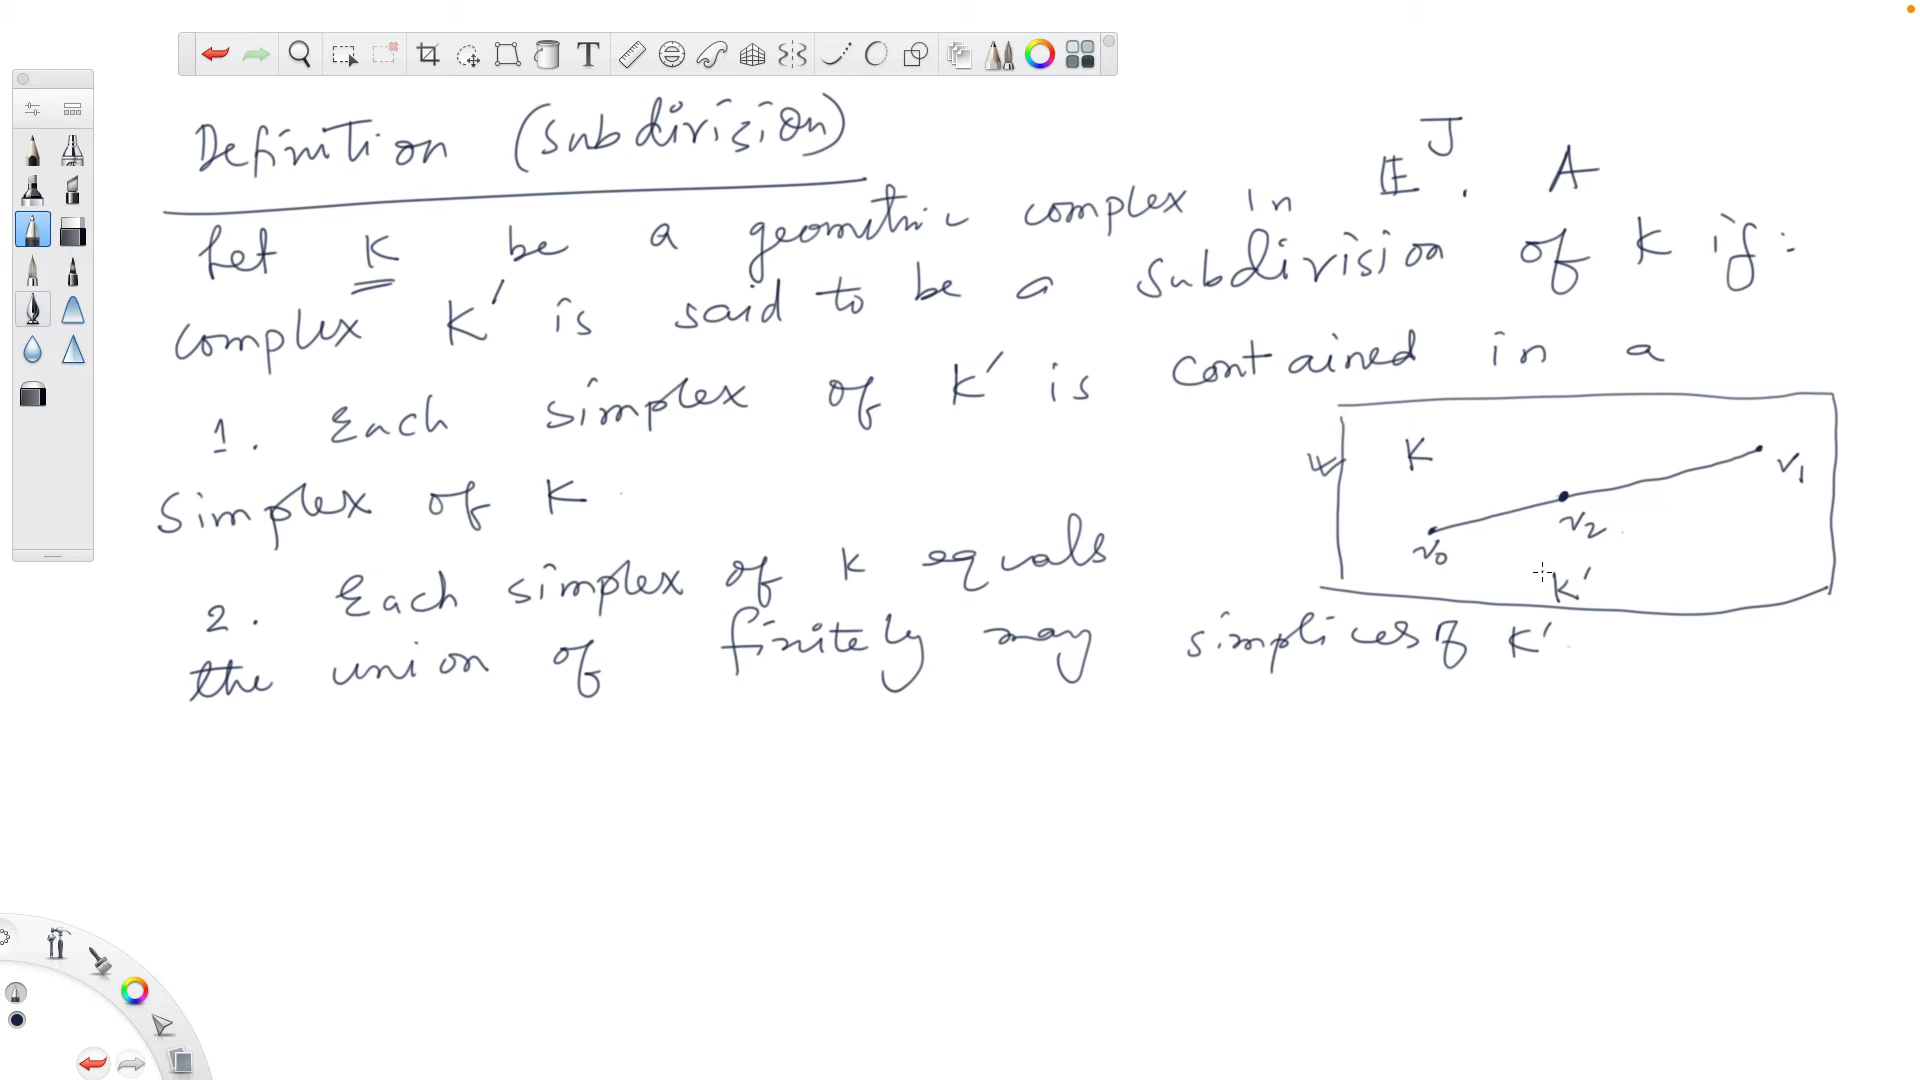 Definition (subdivision)
Let K be a geometric complex in 𝔼^J. A
complex K' is said to be a subdivision of K if:
1. Each simplex of K' is contained in a
simplex of K
2. Each simplex of K equals
the union of finitely may simplices of K'.
K
v₁
v₂
v₀
K'
T